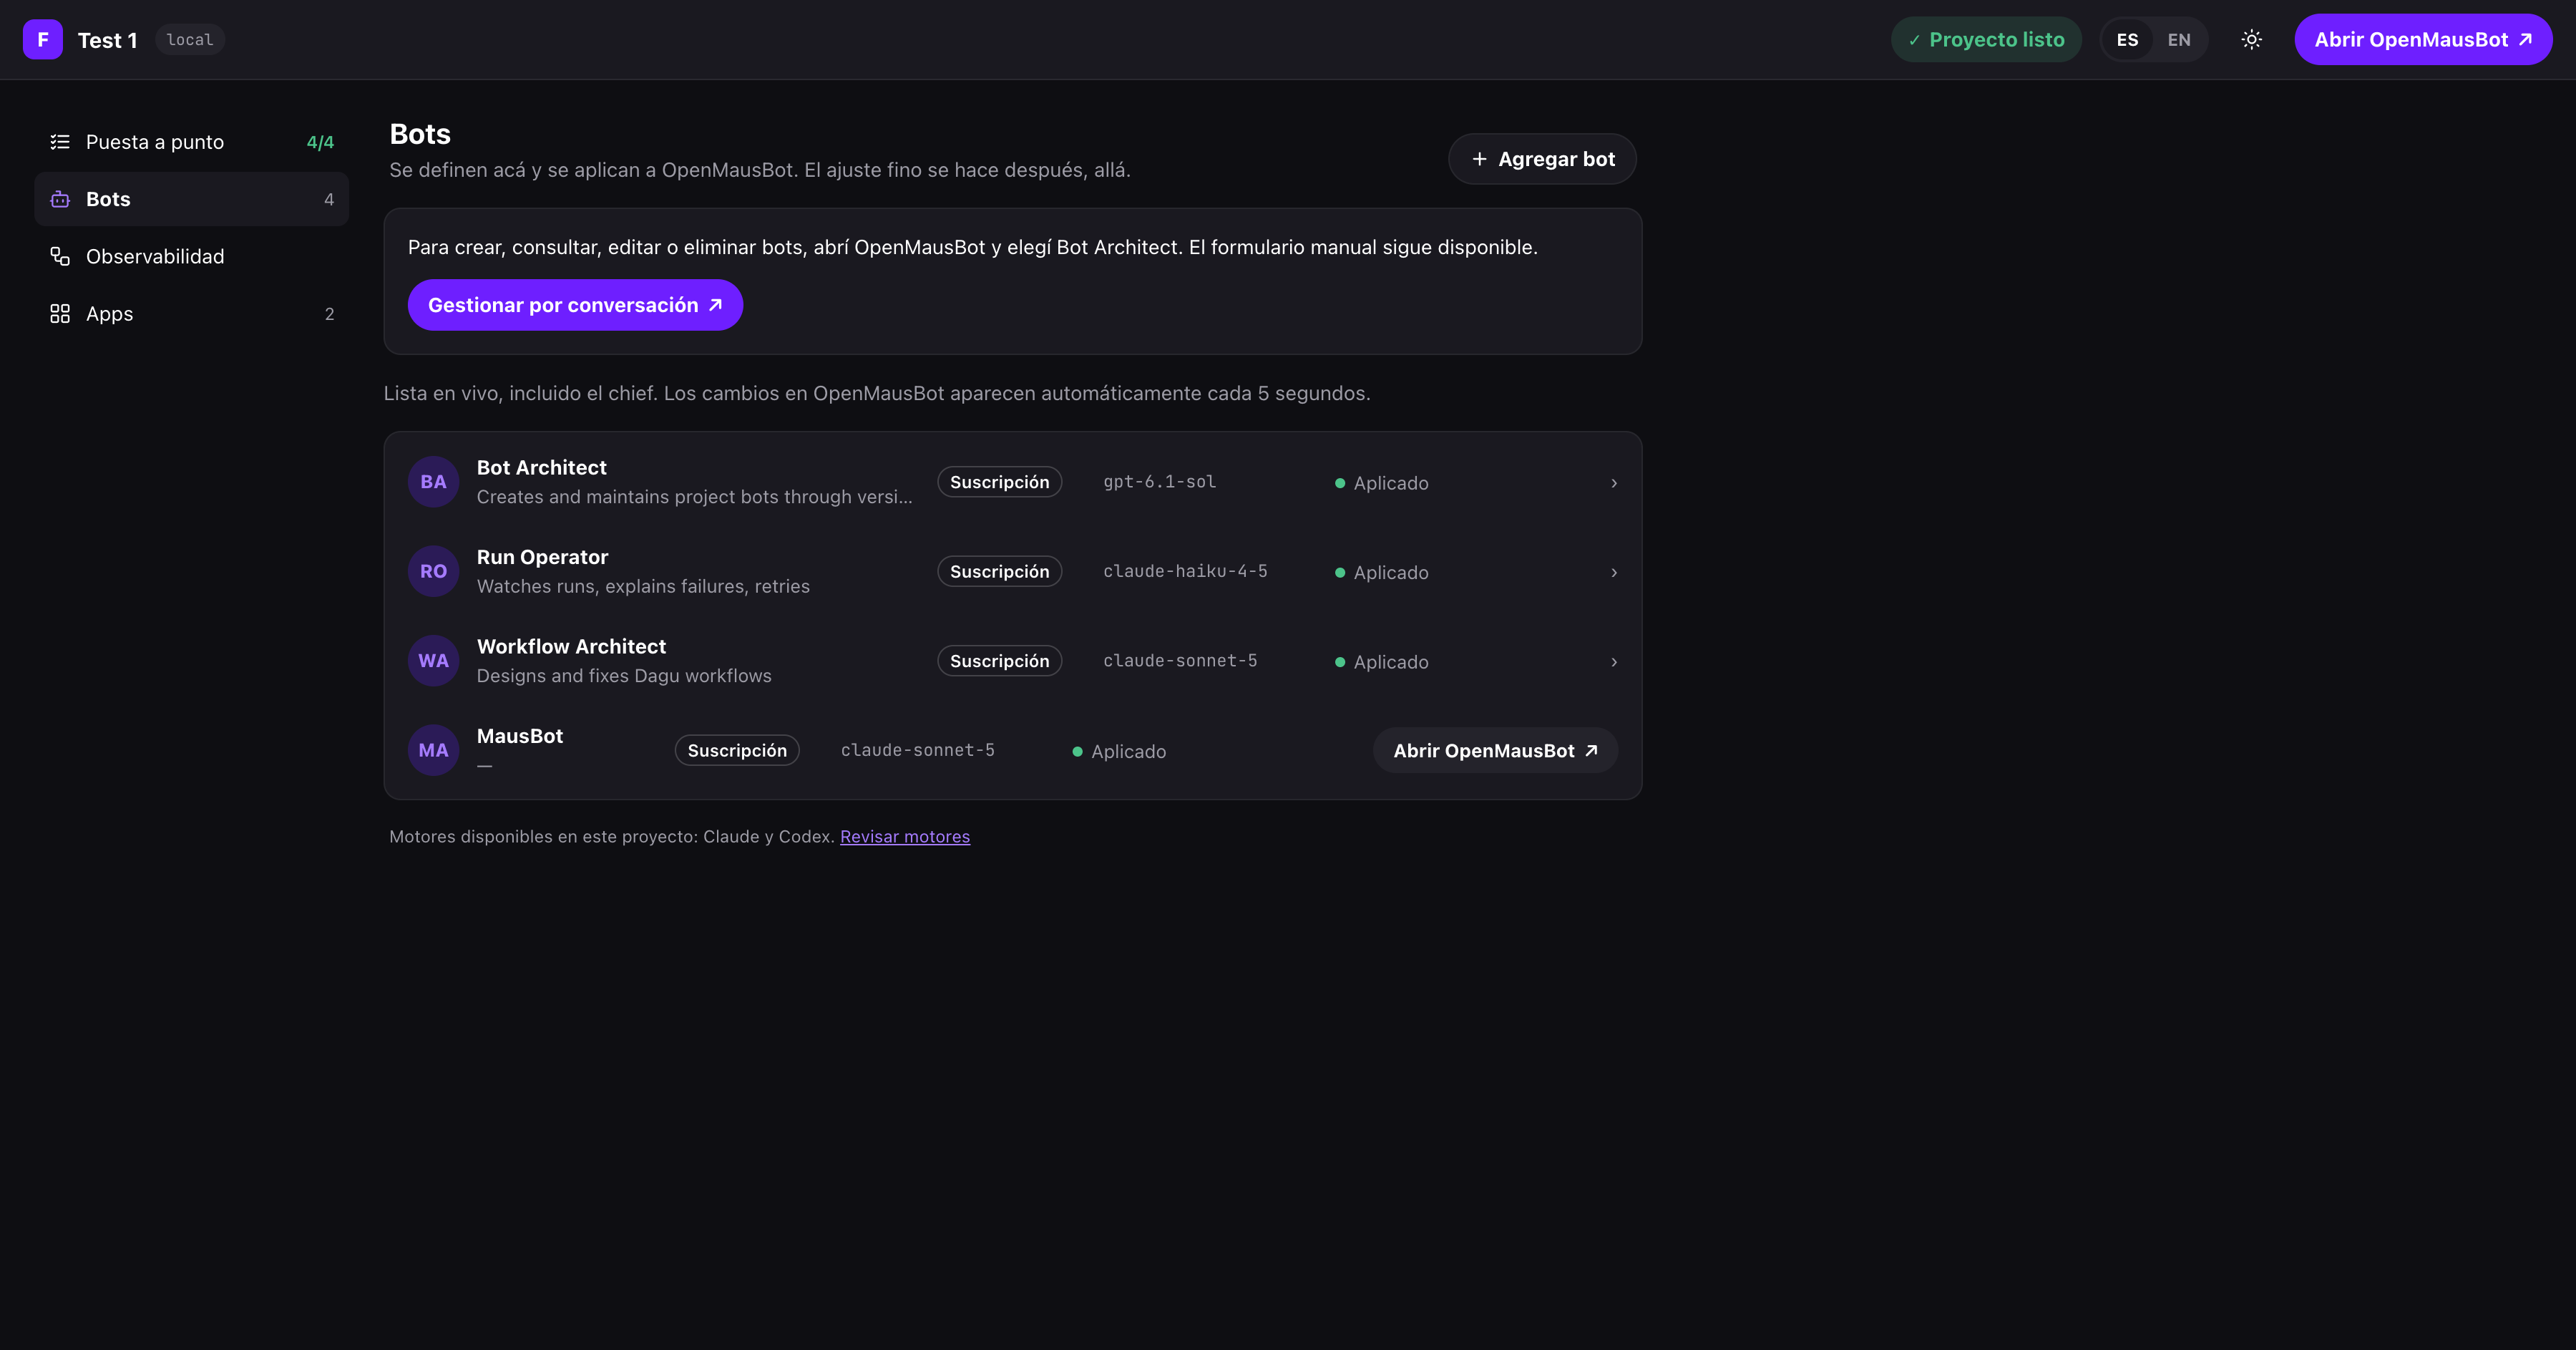 F Test 1 local ✓ Proyecto listo ES EN Abrir OpenMausBot ↗
Puesta a punto 4/4
Bots 4
Observabilidad
Apps 2
Bots
Se definen acá y se aplican a OpenMausBot. El ajuste fino se hace después, allá.
+ Agregar bot
Para crear, consultar, editar o eliminar bots, abrí OpenMausBot y elegí Bot Architect. El formulario manual sigue disponible.
Gestionar por conversación ↗
Lista en vivo, incluido el chief. Los cambios en OpenMausBot aparecen automáticamente cada 5 segundos.
BA Bot Architect Suscripción gpt-6.1-sol Aplicado ›
Creates and maintains project bots through versi...
RO Run Operator Suscripción claude-haiku-4-5 Aplicado ›
Watches runs, explains failures, retries
WA Workflow Architect Suscripción claude-sonnet-5 Aplicado ›
Designs and fixes Dagu workflows
MA MausBot Suscripción claude-sonnet-5 Aplicado Abrir OpenMausBot ↗
—
Motores disponibles en este proyecto: Claude y Codex. Revisar motores